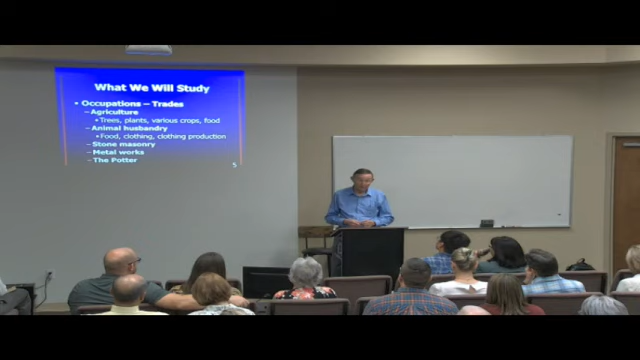 What We Will Study
• Occupations – Trades
– Agriculture
• Trees, plants, various crops, food
– Animal husbandry
• Food, clothing, clothing production
– Stone masonry
– Metal works
– The Potter
5